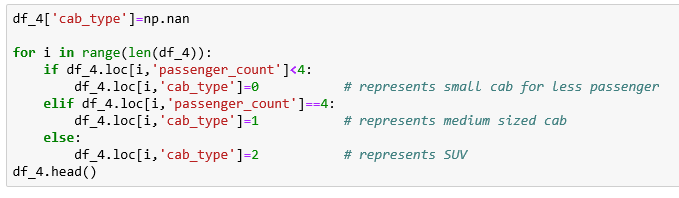 df_4['cab_type']=np.nan
for i in range(len(df_4)):
    if df_4.loc[i,'passenger_count']<4:
        df_4.loc[i,'cab_type']=0           # represents small cab for less passenger
    elif df_4.loc[i,'passenger_count']==4:
        df_4.loc[i,'cab_type']=1           # represents medium sized cab
    else:
        df_4.loc[i,'cab_type']=2           # represents SUV
df_4.head()